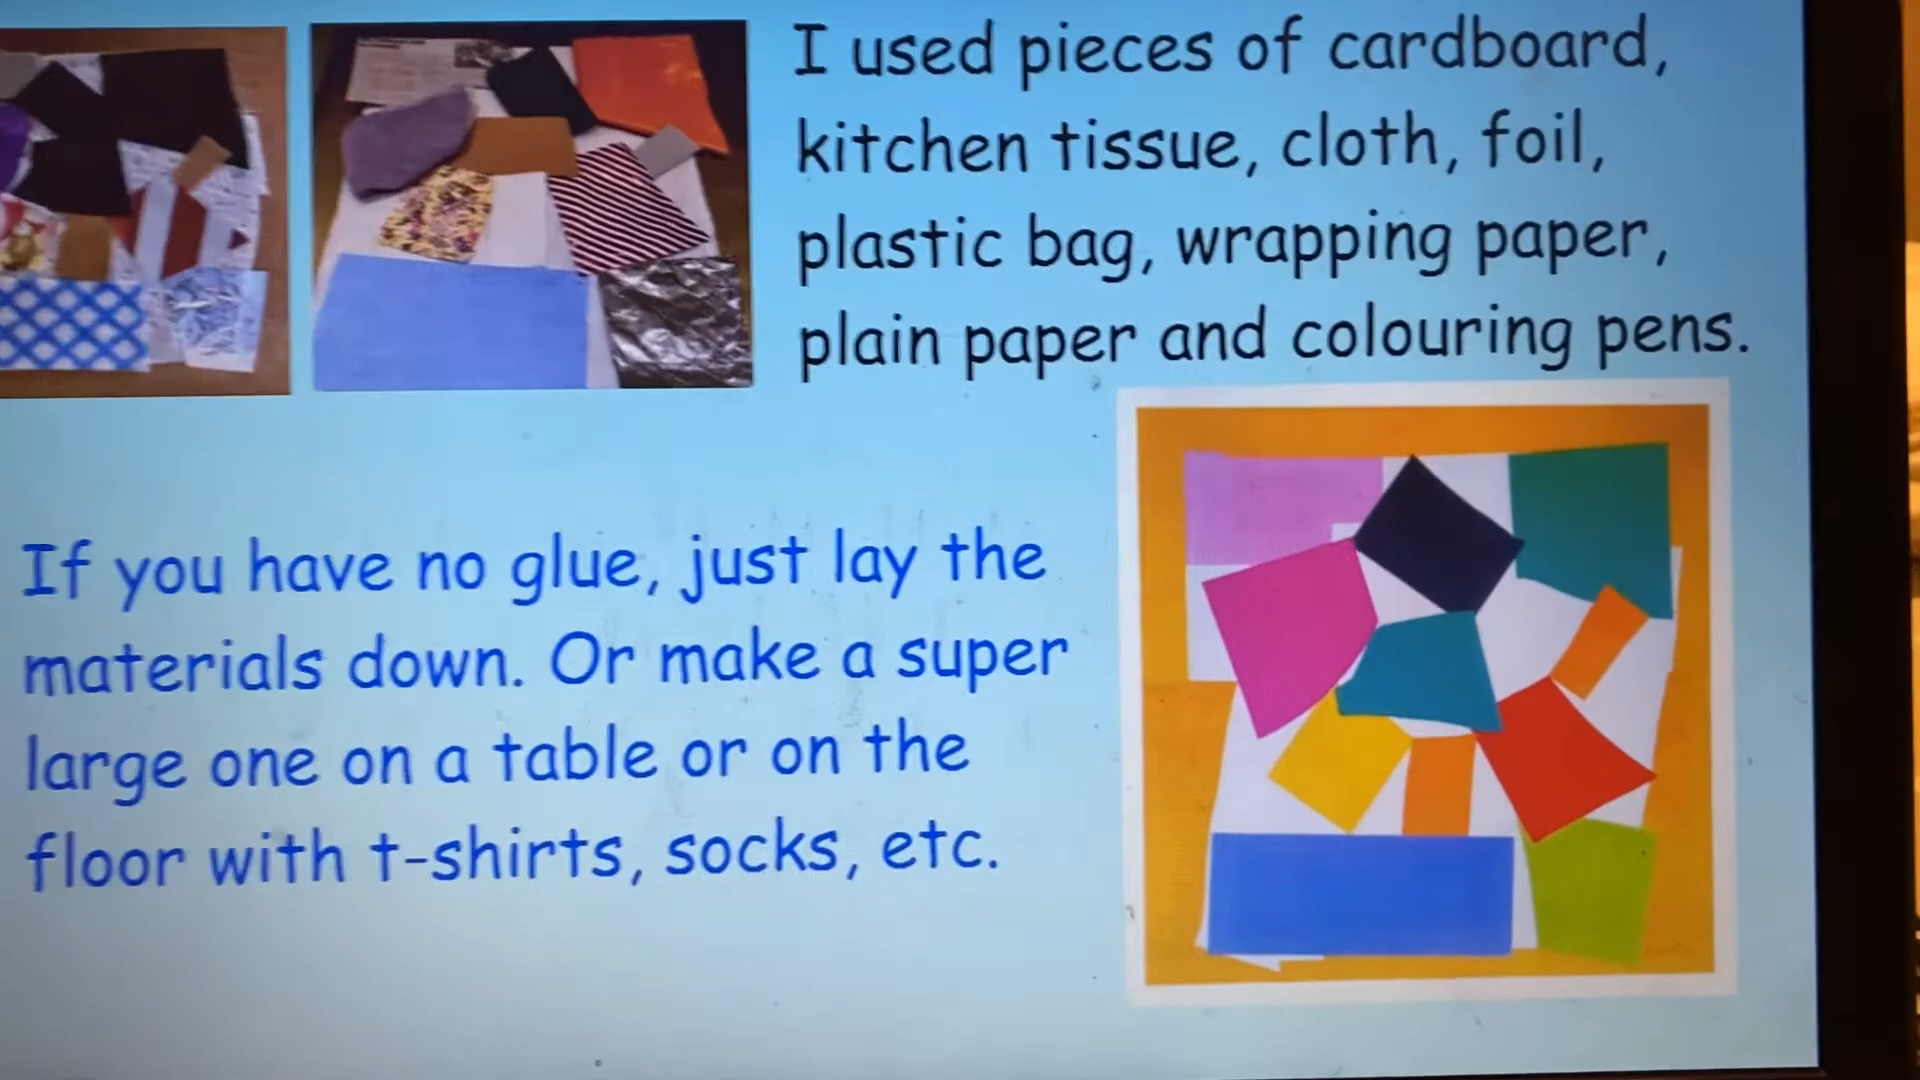 I used pieces of cardboard,
kitchen tissue, cloth, foil,
plastic bag, wrapping paper,
plain paper and colouring pens.
If you have no glue, just lay the
materials down. Or make a super
large one on a table or on the
floor with t-shirts, socks, etc.